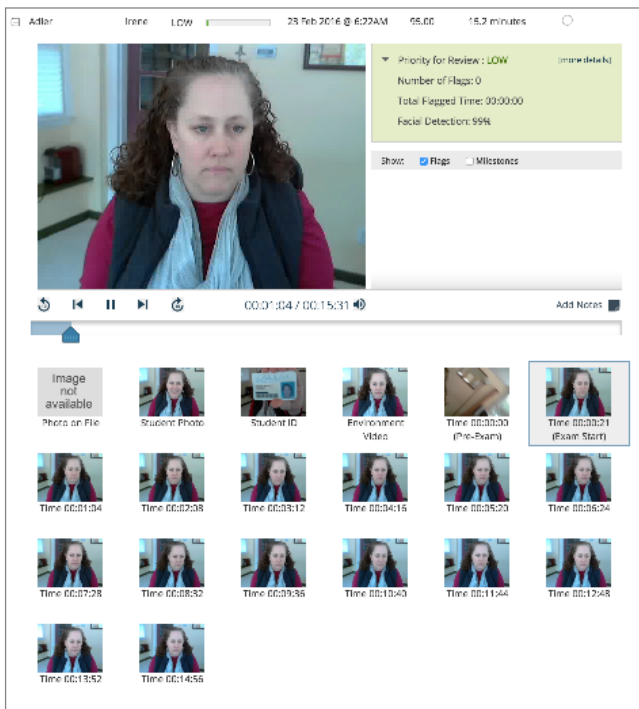 Adler Irene LOW 23 Feb 2016 @ 6:22AM 95.00 15.2 minutes
Priority for Review : LOW [more details]
Number of Flags: 0
Total Flagged Time: 00:00:00
Facial Detection: 99%
Show: Flags Milestones
00:01:04 / 00:15:31 Add Notes
Image
not
available
Photo on File Student Photo Student ID Environment Video Time 00:00:00 (Pre-Exam) Time 00:00:21 (Exam Start)
Time 00:01:04 Time 00:02:08 Time 00:03:12 Time 00:04:16 Time 00:05:20 Time 00:06:24
Time 00:07:28 Time 00:08:32 Time 00:09:36 Time 00:10:40 Time 00:11:44 Time 00:12:48
Time 00:13:52 Time 00:14:56